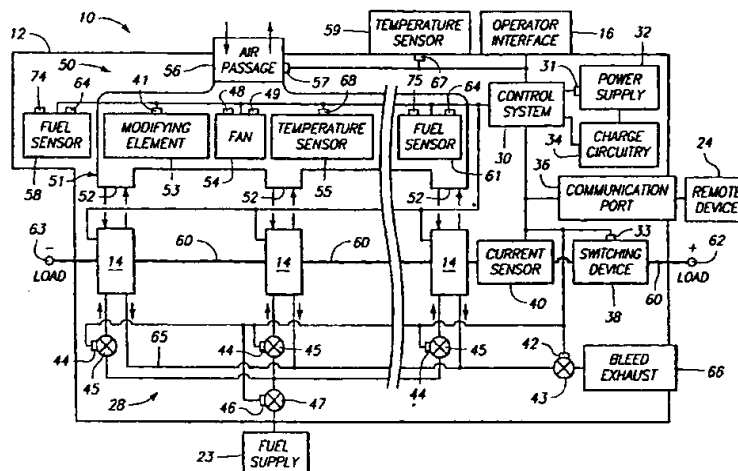 10
12
50
56
AIR
PASSAGE
57
59
TEMPERATURE
SENSOR
67
OPERATOR
INTERFACE
16
32
31
POWER
SUPPLY
74
64
41
48
49
68
75
64
CONTROL
SYSTEM
30
34
CHARGE
CIRCUITRY
FUEL
SENSOR
58
MODIFYING
ELEMENT
53
FAN
54
TEMPERATURE
SENSOR
55
FUEL
SENSOR
61
36
24
COMMUNICATION
PORT
REMOTE
DEVICE
51
52
52
52
63
-
LOAD
14
60
14
60
14
CURRENT
SENSOR
40
33
SWITCHING
DEVICE
38
+
LOAD
62
60
44
45
65
44
45
44
45
42
43
BLEED
EXHAUST
66
28
46
47
23
FUEL
SUPPLY